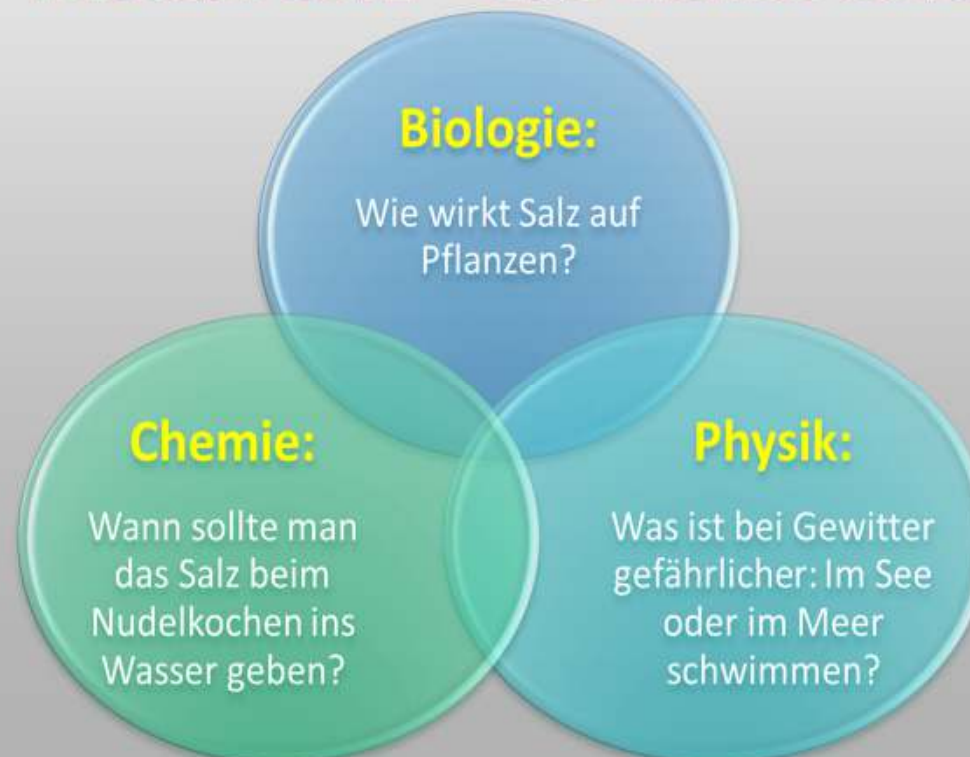 Biologie:
Wie wirkt Salz auf
Pflanzen?
Chemie:
Wann sollte man
das Salz beim
Nudelkochen ins
Wasser geben?
Physik:
Was ist bei Gewitter
gefährlicher: Im See
oder im Meer
schwimmen?